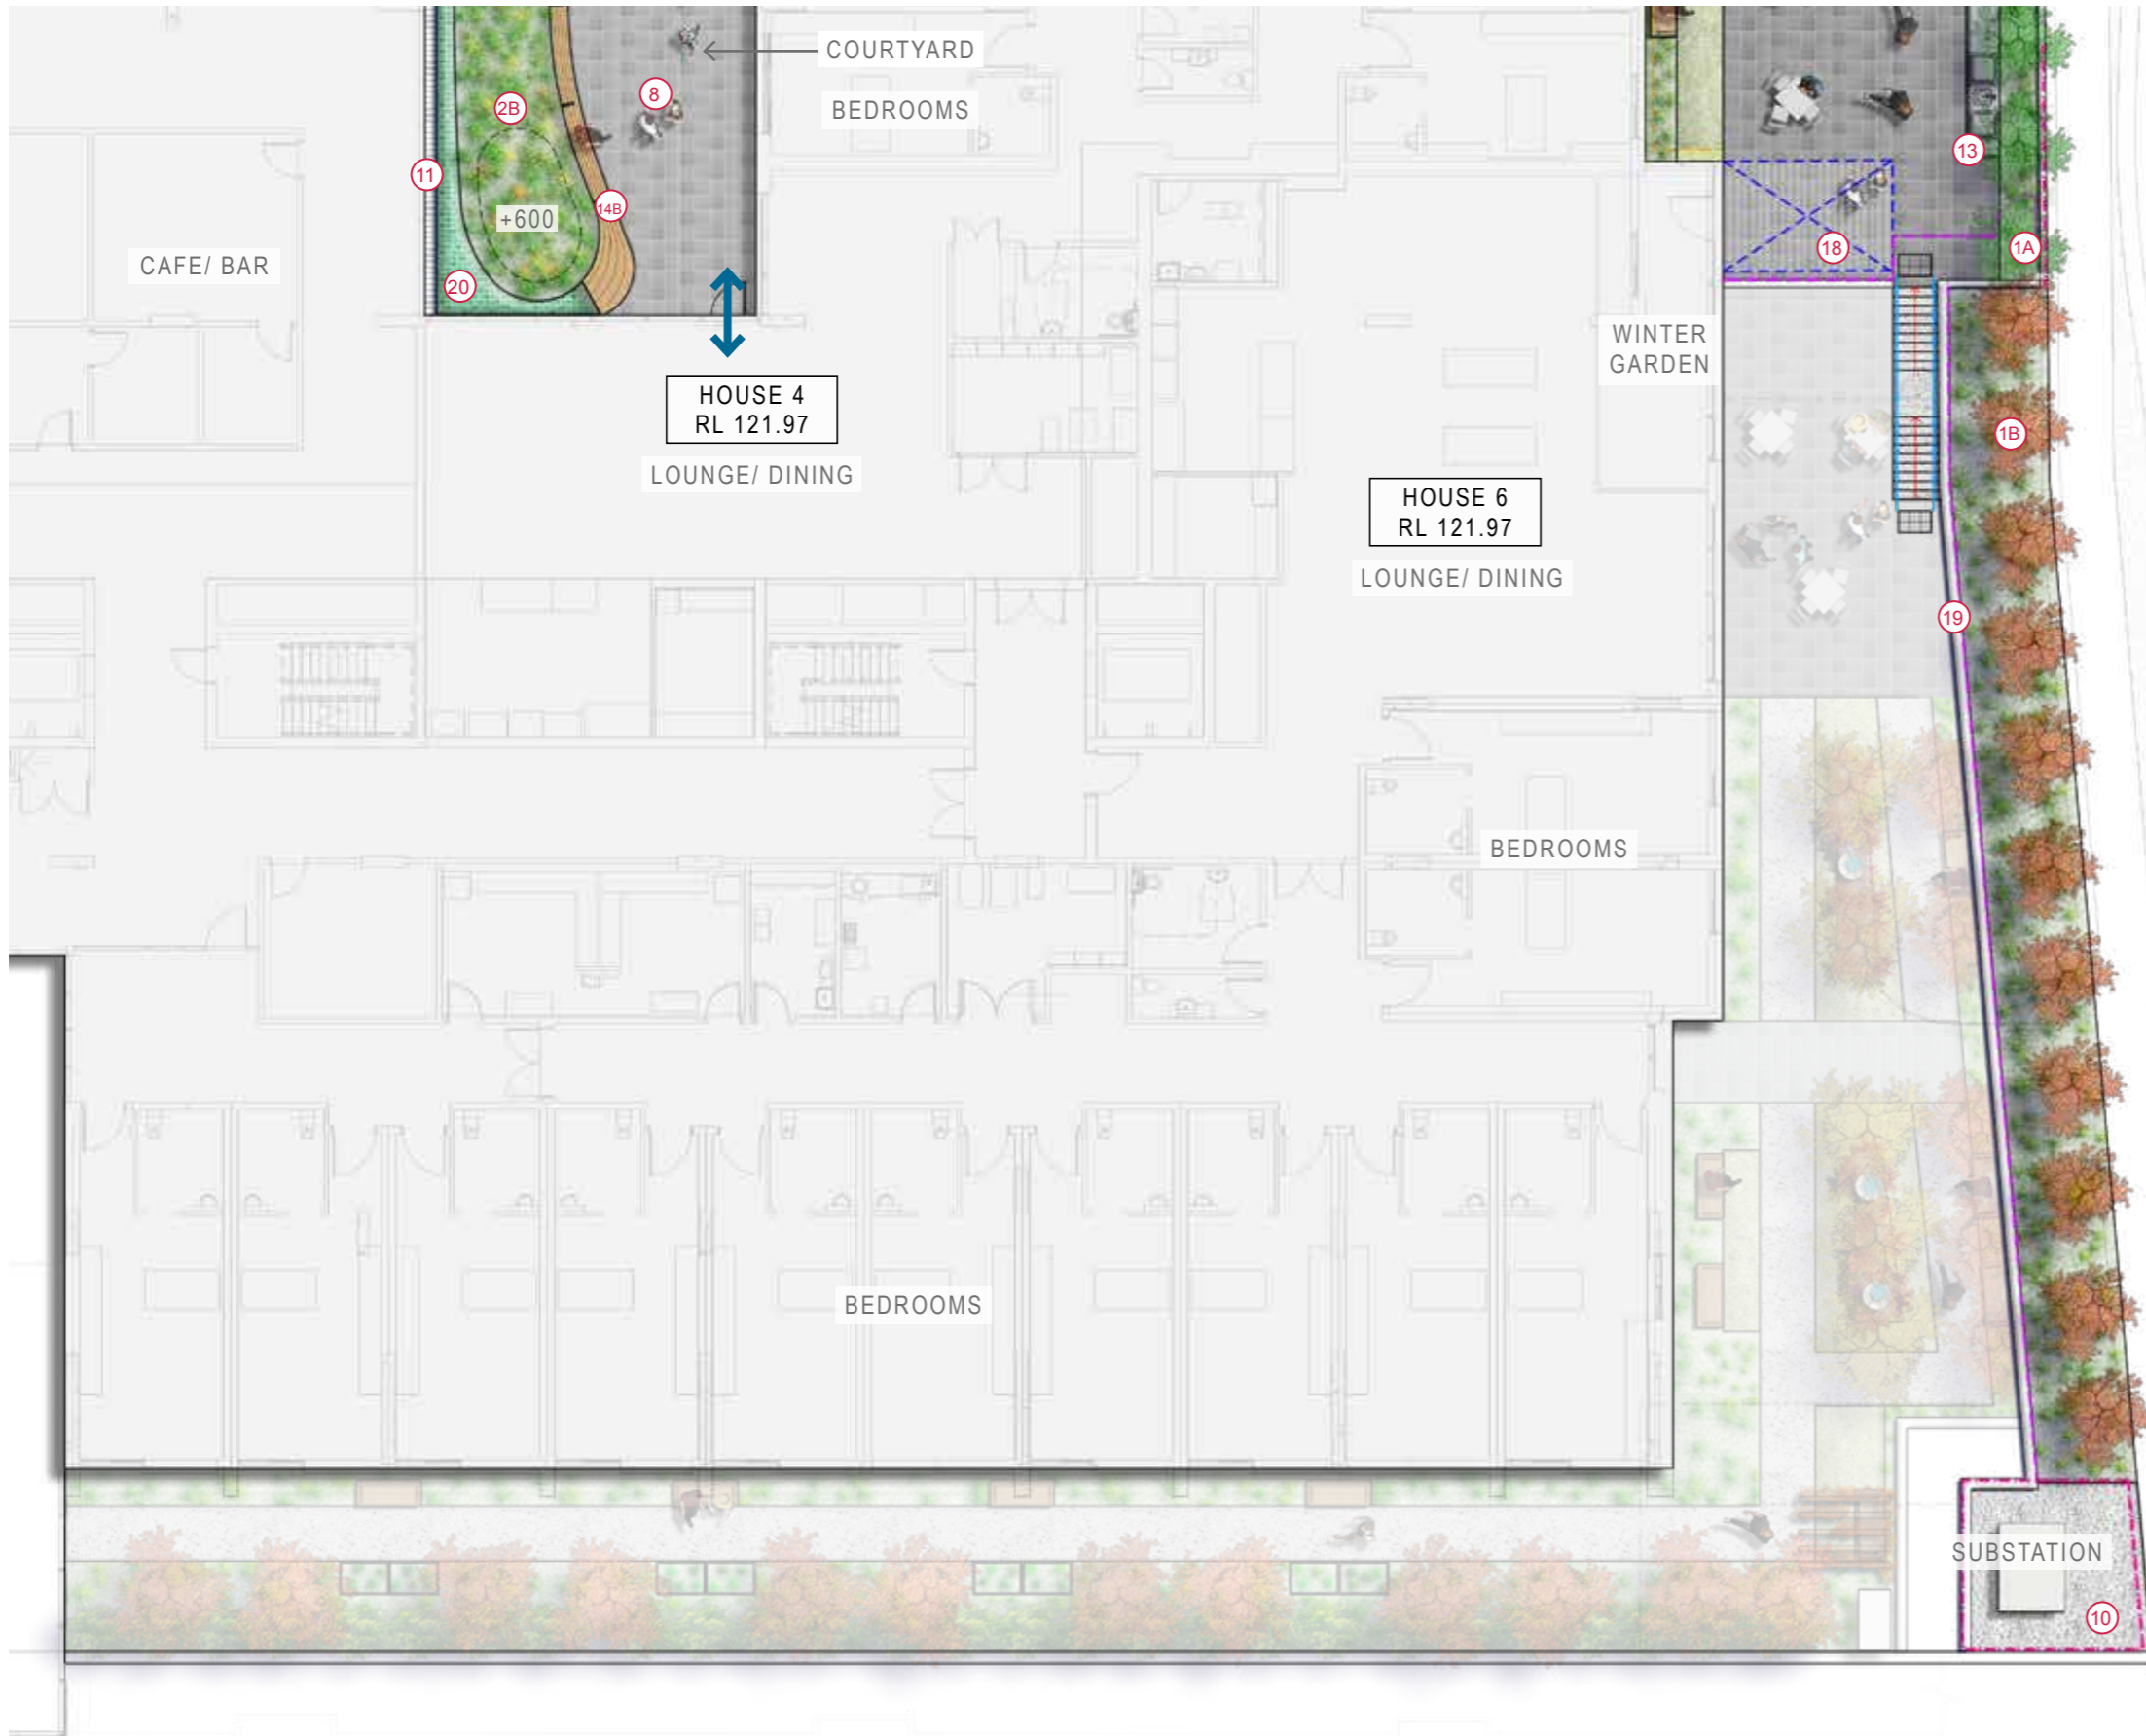 COURTYARD
8
2B
BEDROOMS
13
11
14B
+600
1A
18
CAFE/ BAR
20
WINTER
GARDEN
HOUSE 4
RL 121.97
1B
LOUNGE/ DINING
HOUSE 6
RL 121.97
LOUNGE/ DINING
19
BEDROOMS
BEDROOMS
SUBSTATION
10